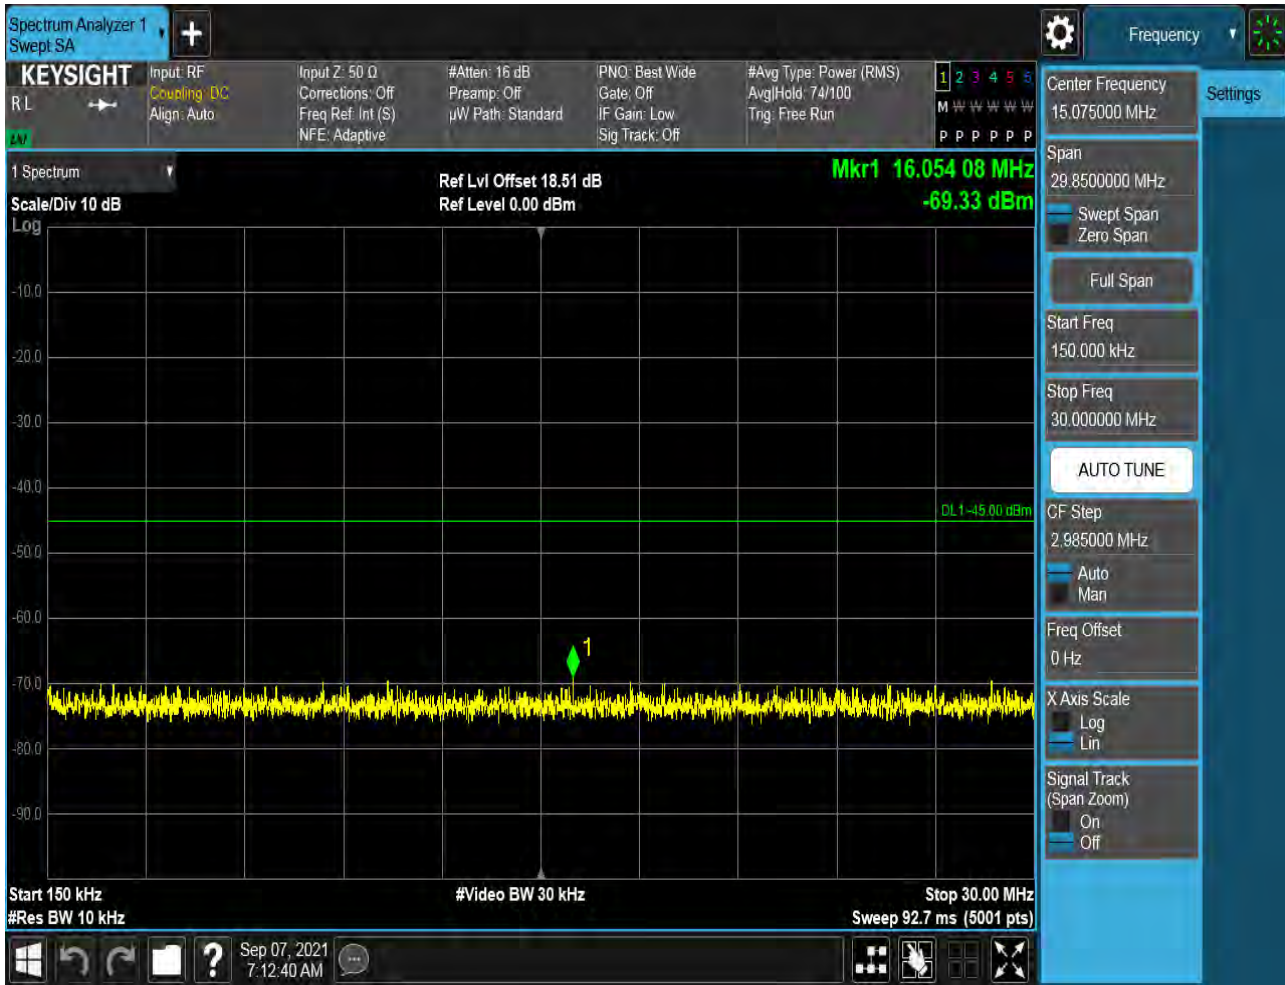 Spectrum Analyzer 1
Swept SA
Frequency
KEYSIGHT
R L
Input: RF
Coupling: DC
Align: Auto
Input Z: 50 Ω
Corrections: Off
Freq Ref: Int (S)
NFE: Adaptive
#Atten: 16 dB
Preamp: Off
µW Path: Standard
PNO: Best Wide
Gate: Off
IF Gain: Low
Sig Track: Off
#Avg Type: Power (RMS)
Avg|Hold: 74/100
Trig: Free Run
1 2 3 4 5 6
M W W W W W
P P P P P P
1 Spectrum
Scale/Div 10 dB
Log
Ref Lvl Offset 18.51 dB
Ref Level 0.00 dBm
Mkr1 16.054 08 MHz
-69.33 dBm
-10.0
-20.0
-30.0
-40.0
DL1 -45.00 dBm
-50.0
-60.0
1
-70.0
-80.0
-90.0
Start 150 kHz
#Video BW 30 kHz
Stop 30.00 MHz
#Res BW 10 kHz
Sweep 92.7 ms (5001 pts)
Center Frequency
15.075000 MHz
Settings
Span
29.8500000 MHz
Swept Span
Zero Span
Full Span
Start Freq
150.000 kHz
Stop Freq
30.000000 MHz
AUTO TUNE
CF Step
2.985000 MHz
Auto
Man
Freq Offset
0 Hz
X Axis Scale
Log
Lin
Signal Track
(Span Zoom)
On
Off
?
Sep 07, 2021
7:12:40 AM